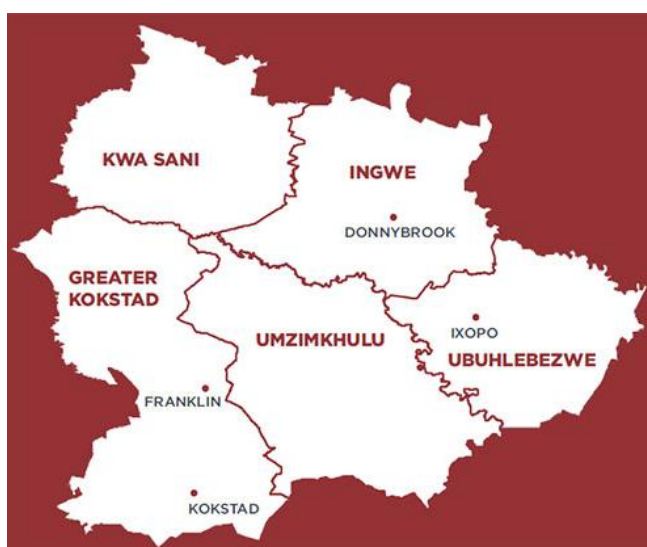 KWA SANI
INGWE
DONNYBROOK
GREATER
KOKSTAD
UMZIMKHULU
IXOPO
UBUHLEBEZWE
FRANKLIN
KOKSTAD